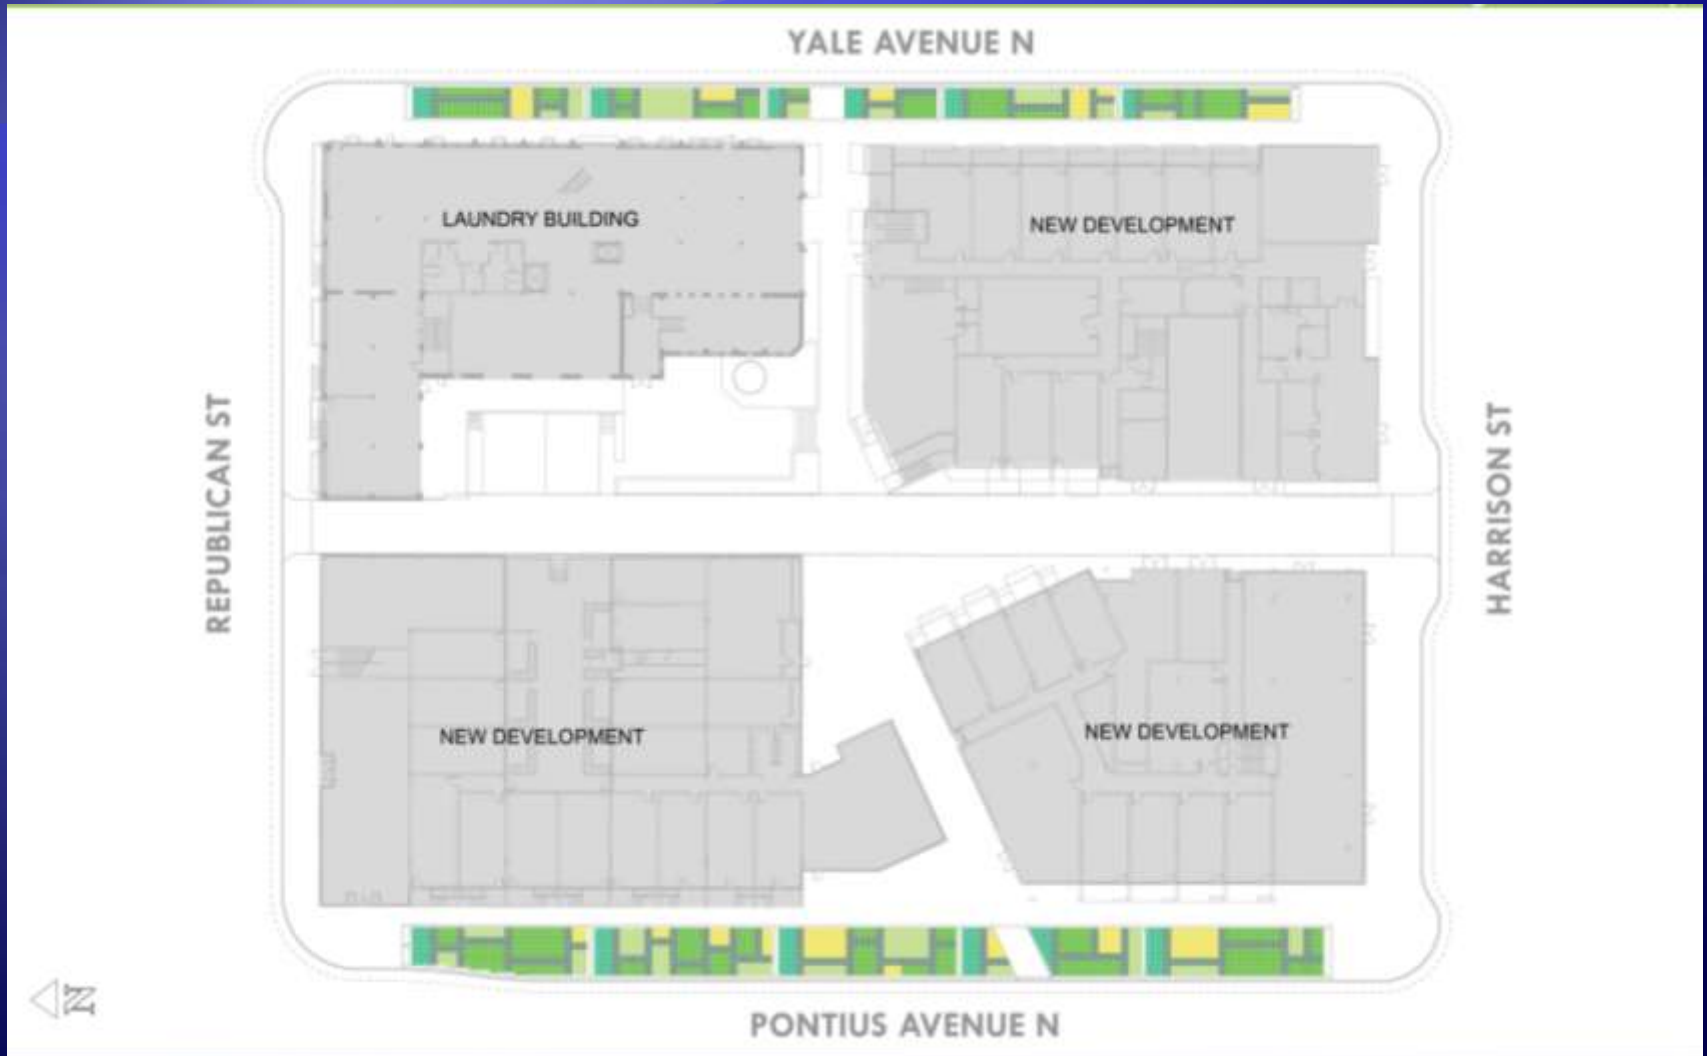 YALE AVENUE N
LAUNDRY BUILDING
NEW DEVELOPMENT
REPUBLICAN ST
HARRISON ST
NEW DEVELOPMENT
NEW DEVELOPMENT
N
PONTIUS AVENUE N